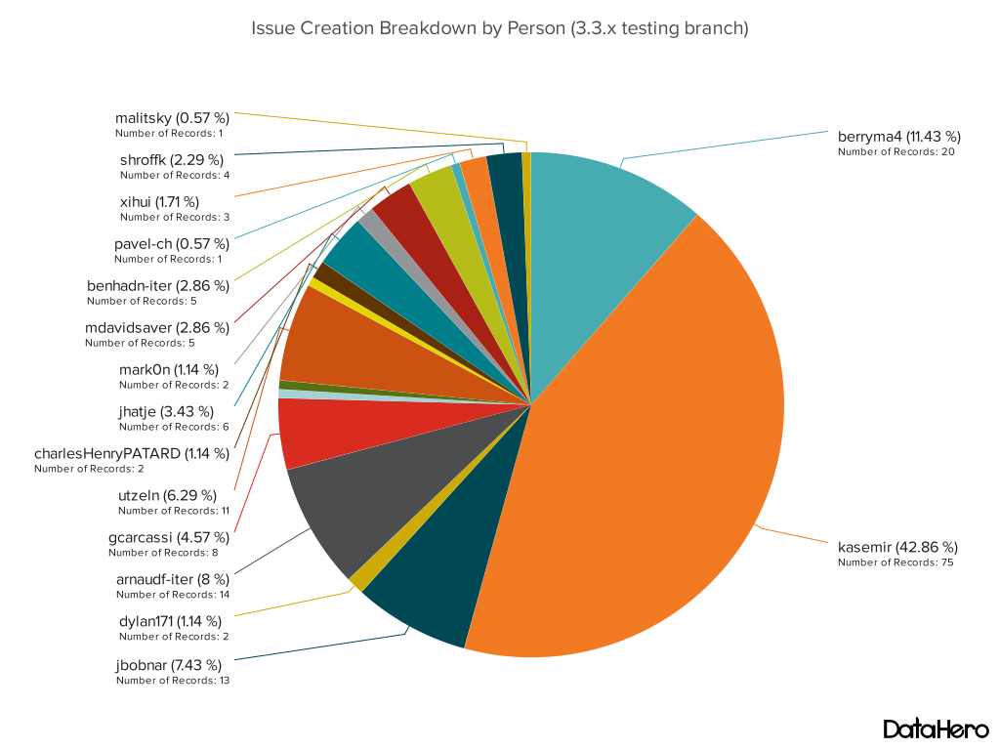 Issue Creation Breakdown by Person (3.3.x testing branch)
malitsky (0.57 %)
Number of Records: 1
shroffk (2.29 %)
Number of Records: 4
xihui (1.71 %)
Number of Records: 3
pavel-ch (0.57 %)
Number of Records: 1
benhadn-iter (2.86 %)
Number of Records: 5
mdavidsaver (2.86 %)
Number of Records: 5
mark0n (1.14 %)
Number of Records: 2
jhatje (3.43 %)
Number of Records: 6
charlesHenryPATARD (1.14 %)
Number of Records: 2
utzeln (6.29 %)
Number of Records: 11
gcarcassi (4.57 %)
Number of Records: 8
arnaudf-iter (8 %)
Number of Records: 14
dylan171 (1.14 %)
Number of Records: 2
jbobnar (7.43 %)
Number of Records: 13
berryma4 (11.43 %)
Number of Records: 20
kasemir (42.86 %)
Number of Records: 75
DataHero